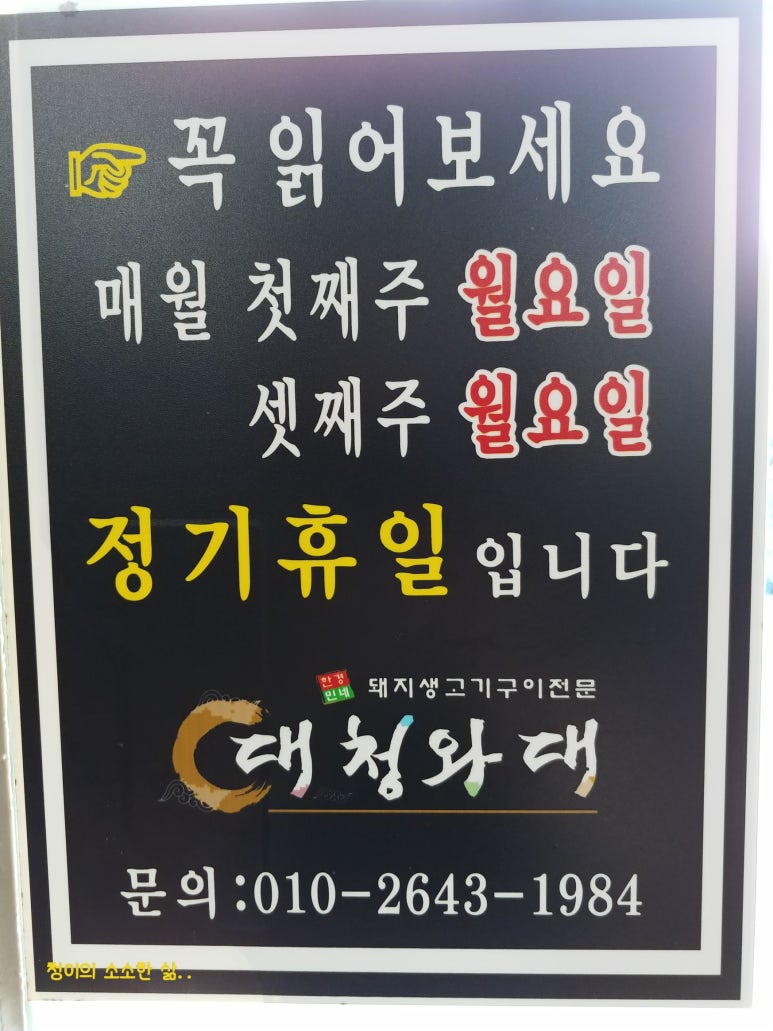 꼭 읽어보세요
매월 첫째주 월요일
셋째주 월요일
정기휴일입니다
한경민네 돼지생고기구이전문
대청와대
문의:010-2643-1984
청이의 소소한 삶..